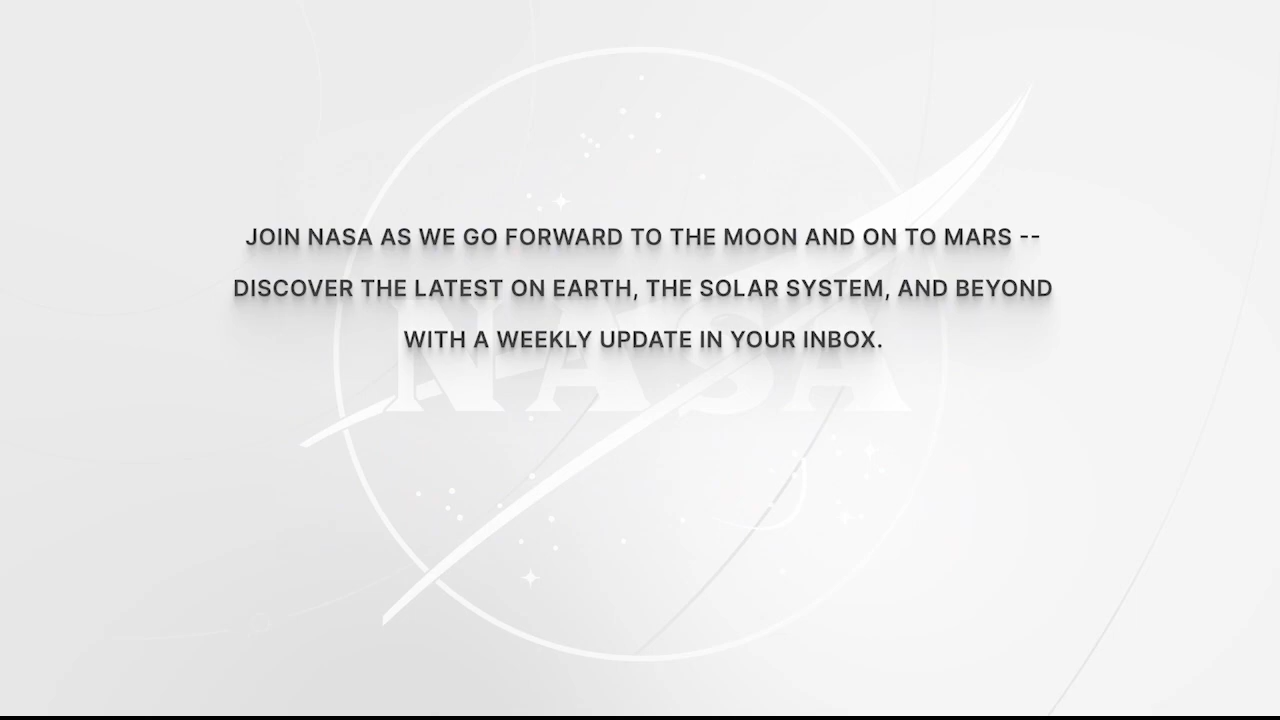 JOIN NASA AS WE GO FORWARD TO THE MOON AND ON TO MARS --
DISCOVER THE LATEST ON EARTH, THE SOLAR SYSTEM, AND BEYOND
WITH A WEEKLY UPDATE IN YOUR INBOX.
NASA